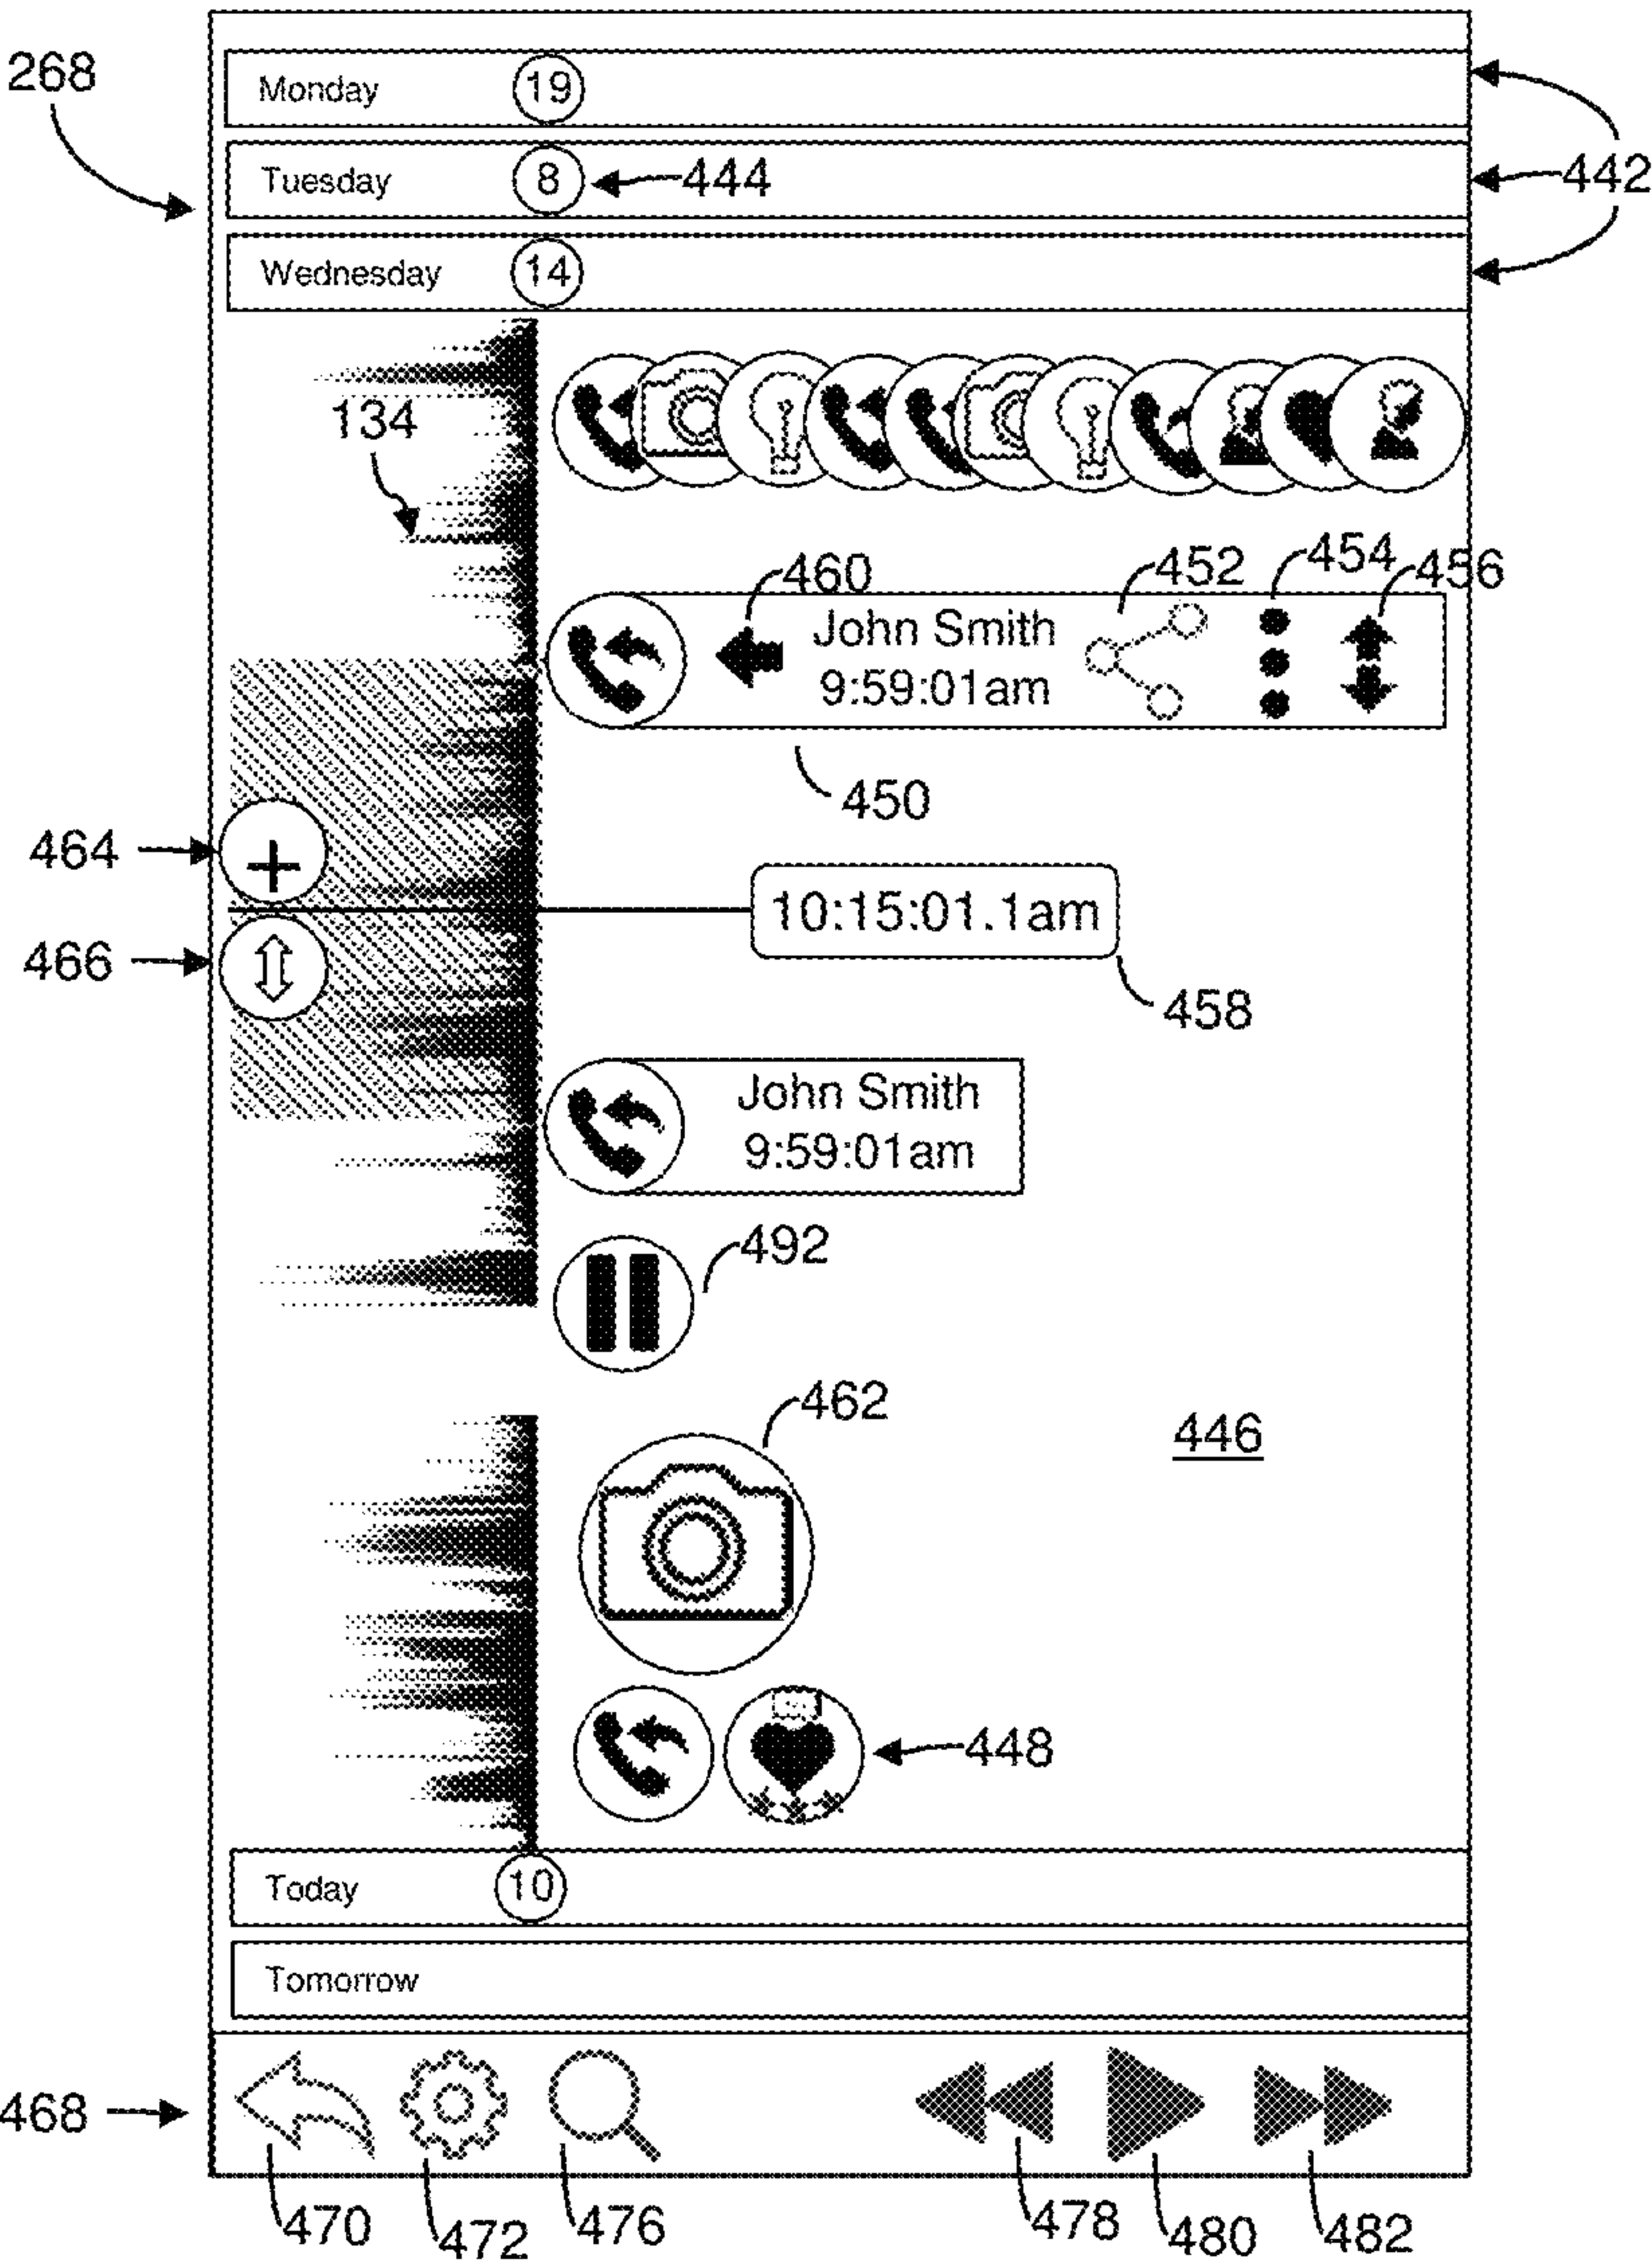 268
Monday 19
Tuesday 8 444
442
Wednesday 14
134
460 452 454 456
John Smith
9:59:01am
450
464
+
10:15:01.1am
466
458
John Smith
9:59:01am
492
462
446
448
Today 10
Tomorrow
468
470 472 476 478 480 482